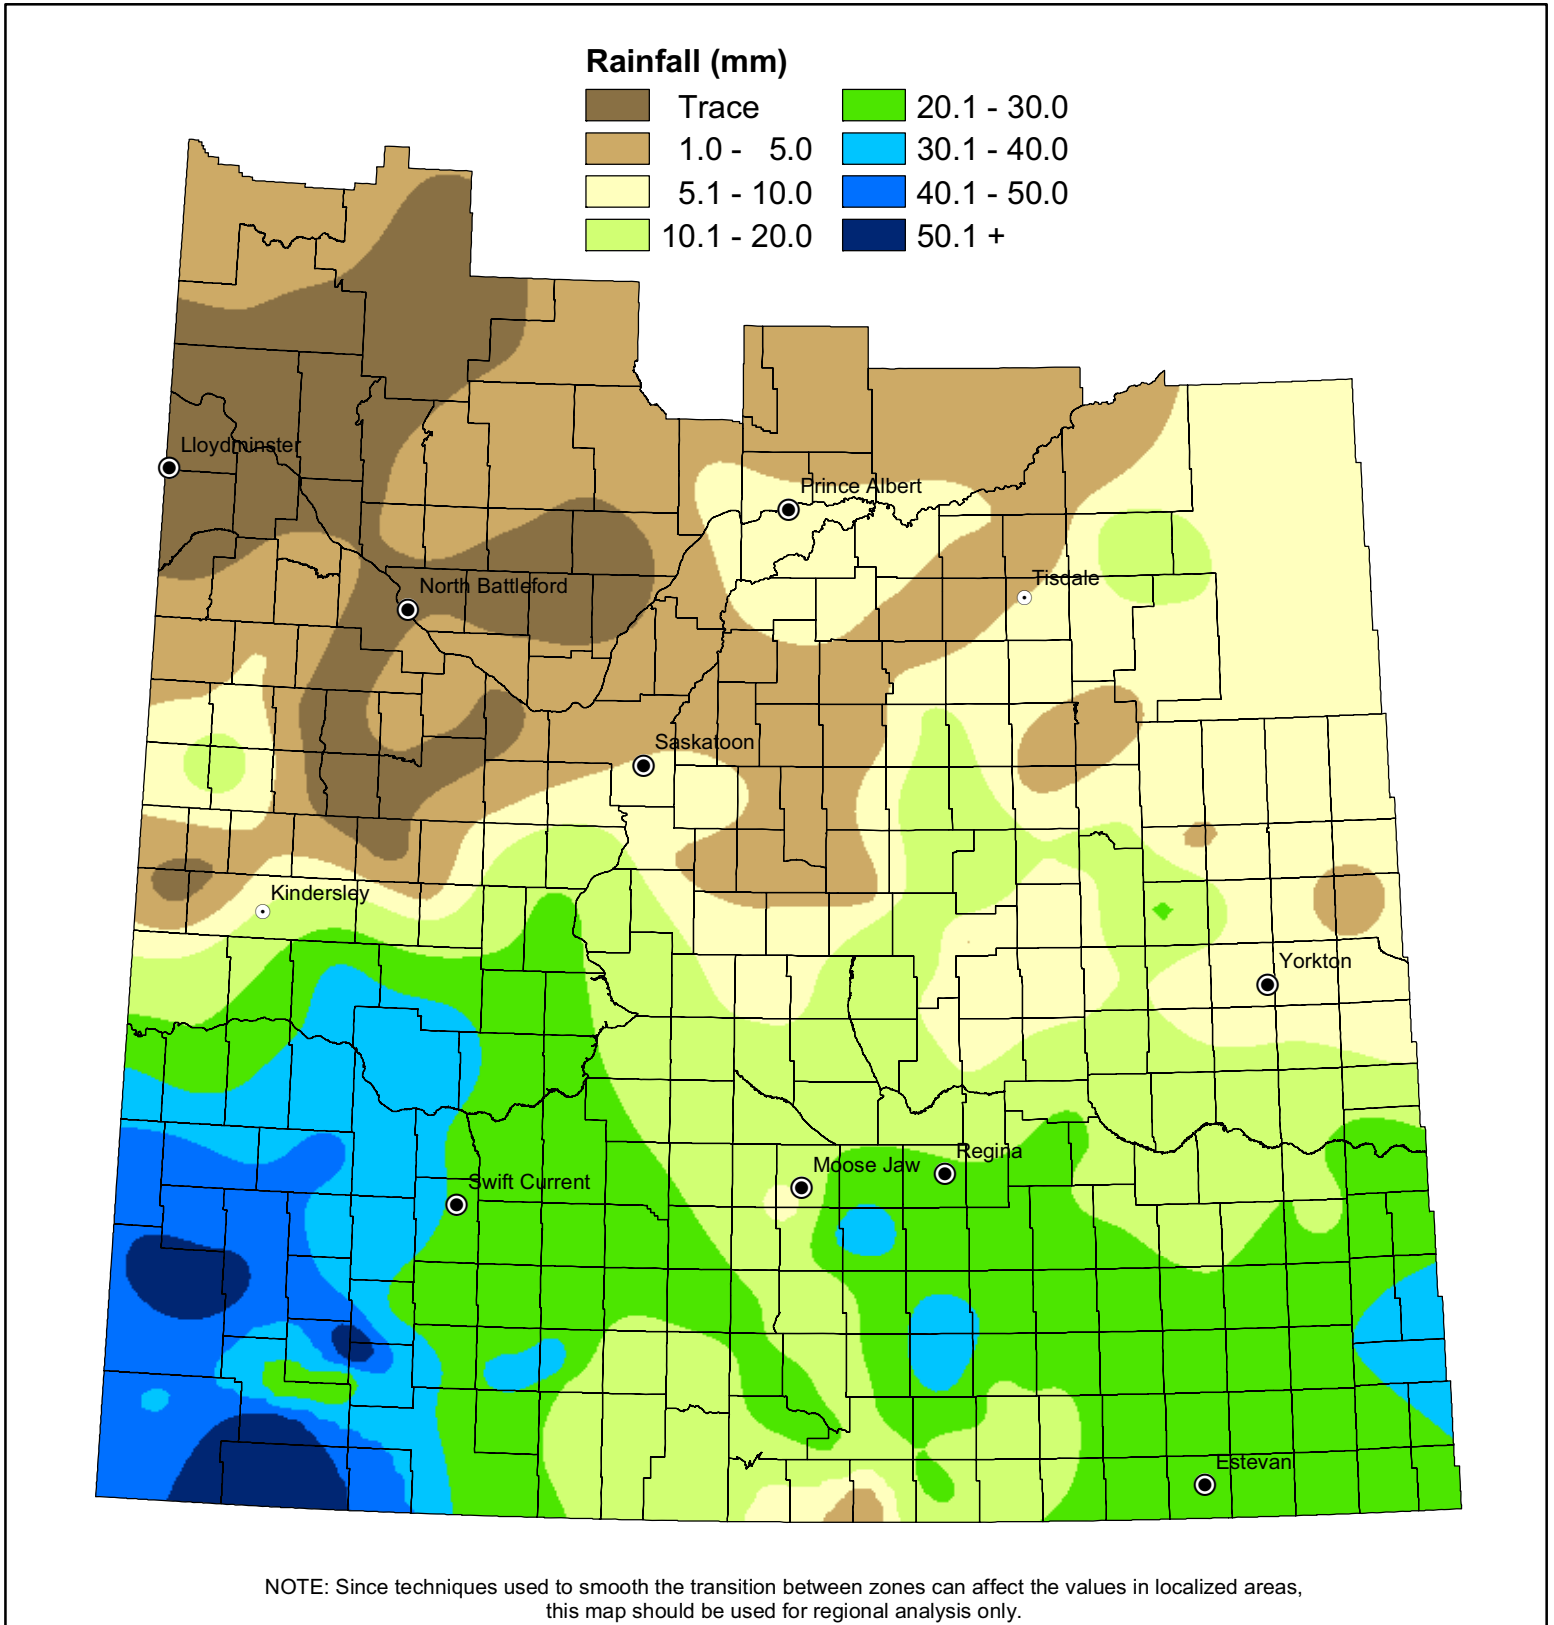 Rainfall (mm)
Trace
1.0 - 5.0
5.1 - 10.0
10.1 - 20.0
20.1 - 30.0
30.1 - 40.0
40.1 - 50.0
50.1 +
Lloydminster
Prince Albert
North Battleford
Tisdale
Saskatoon
Kindersley
Yorkton
Regina
Moose Jaw
Swift Current
Estevan
NOTE: Since techniques used to smooth the transition between zones can affect the values in localized areas,
this map should be used for regional analysis only.